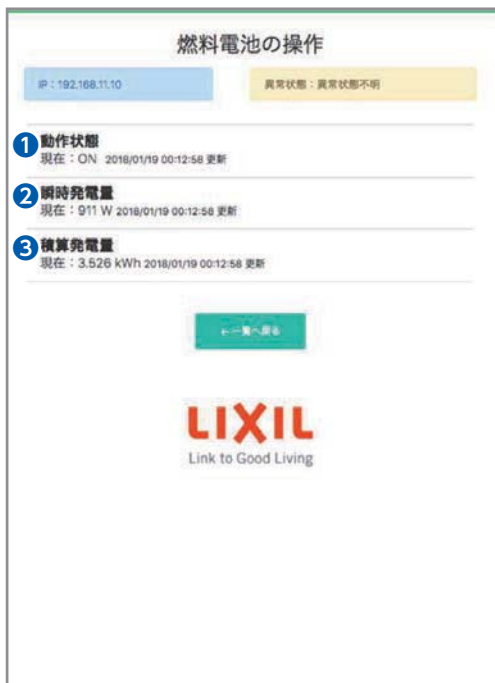 燃料電池の操作
IP：192.168.11.10
異常状態：異常状態不明
1 動作状態
現在：ON 2018/01/19 00:12:58 更新
2 瞬時発電量
現在：911 W 2018/01/19 00:12:58 更新
3 積算発電量
現在：3.526 kWh 2018/01/19 00:12:58 更新
←一覧へ戻る
LIXIL
Link to Good Living